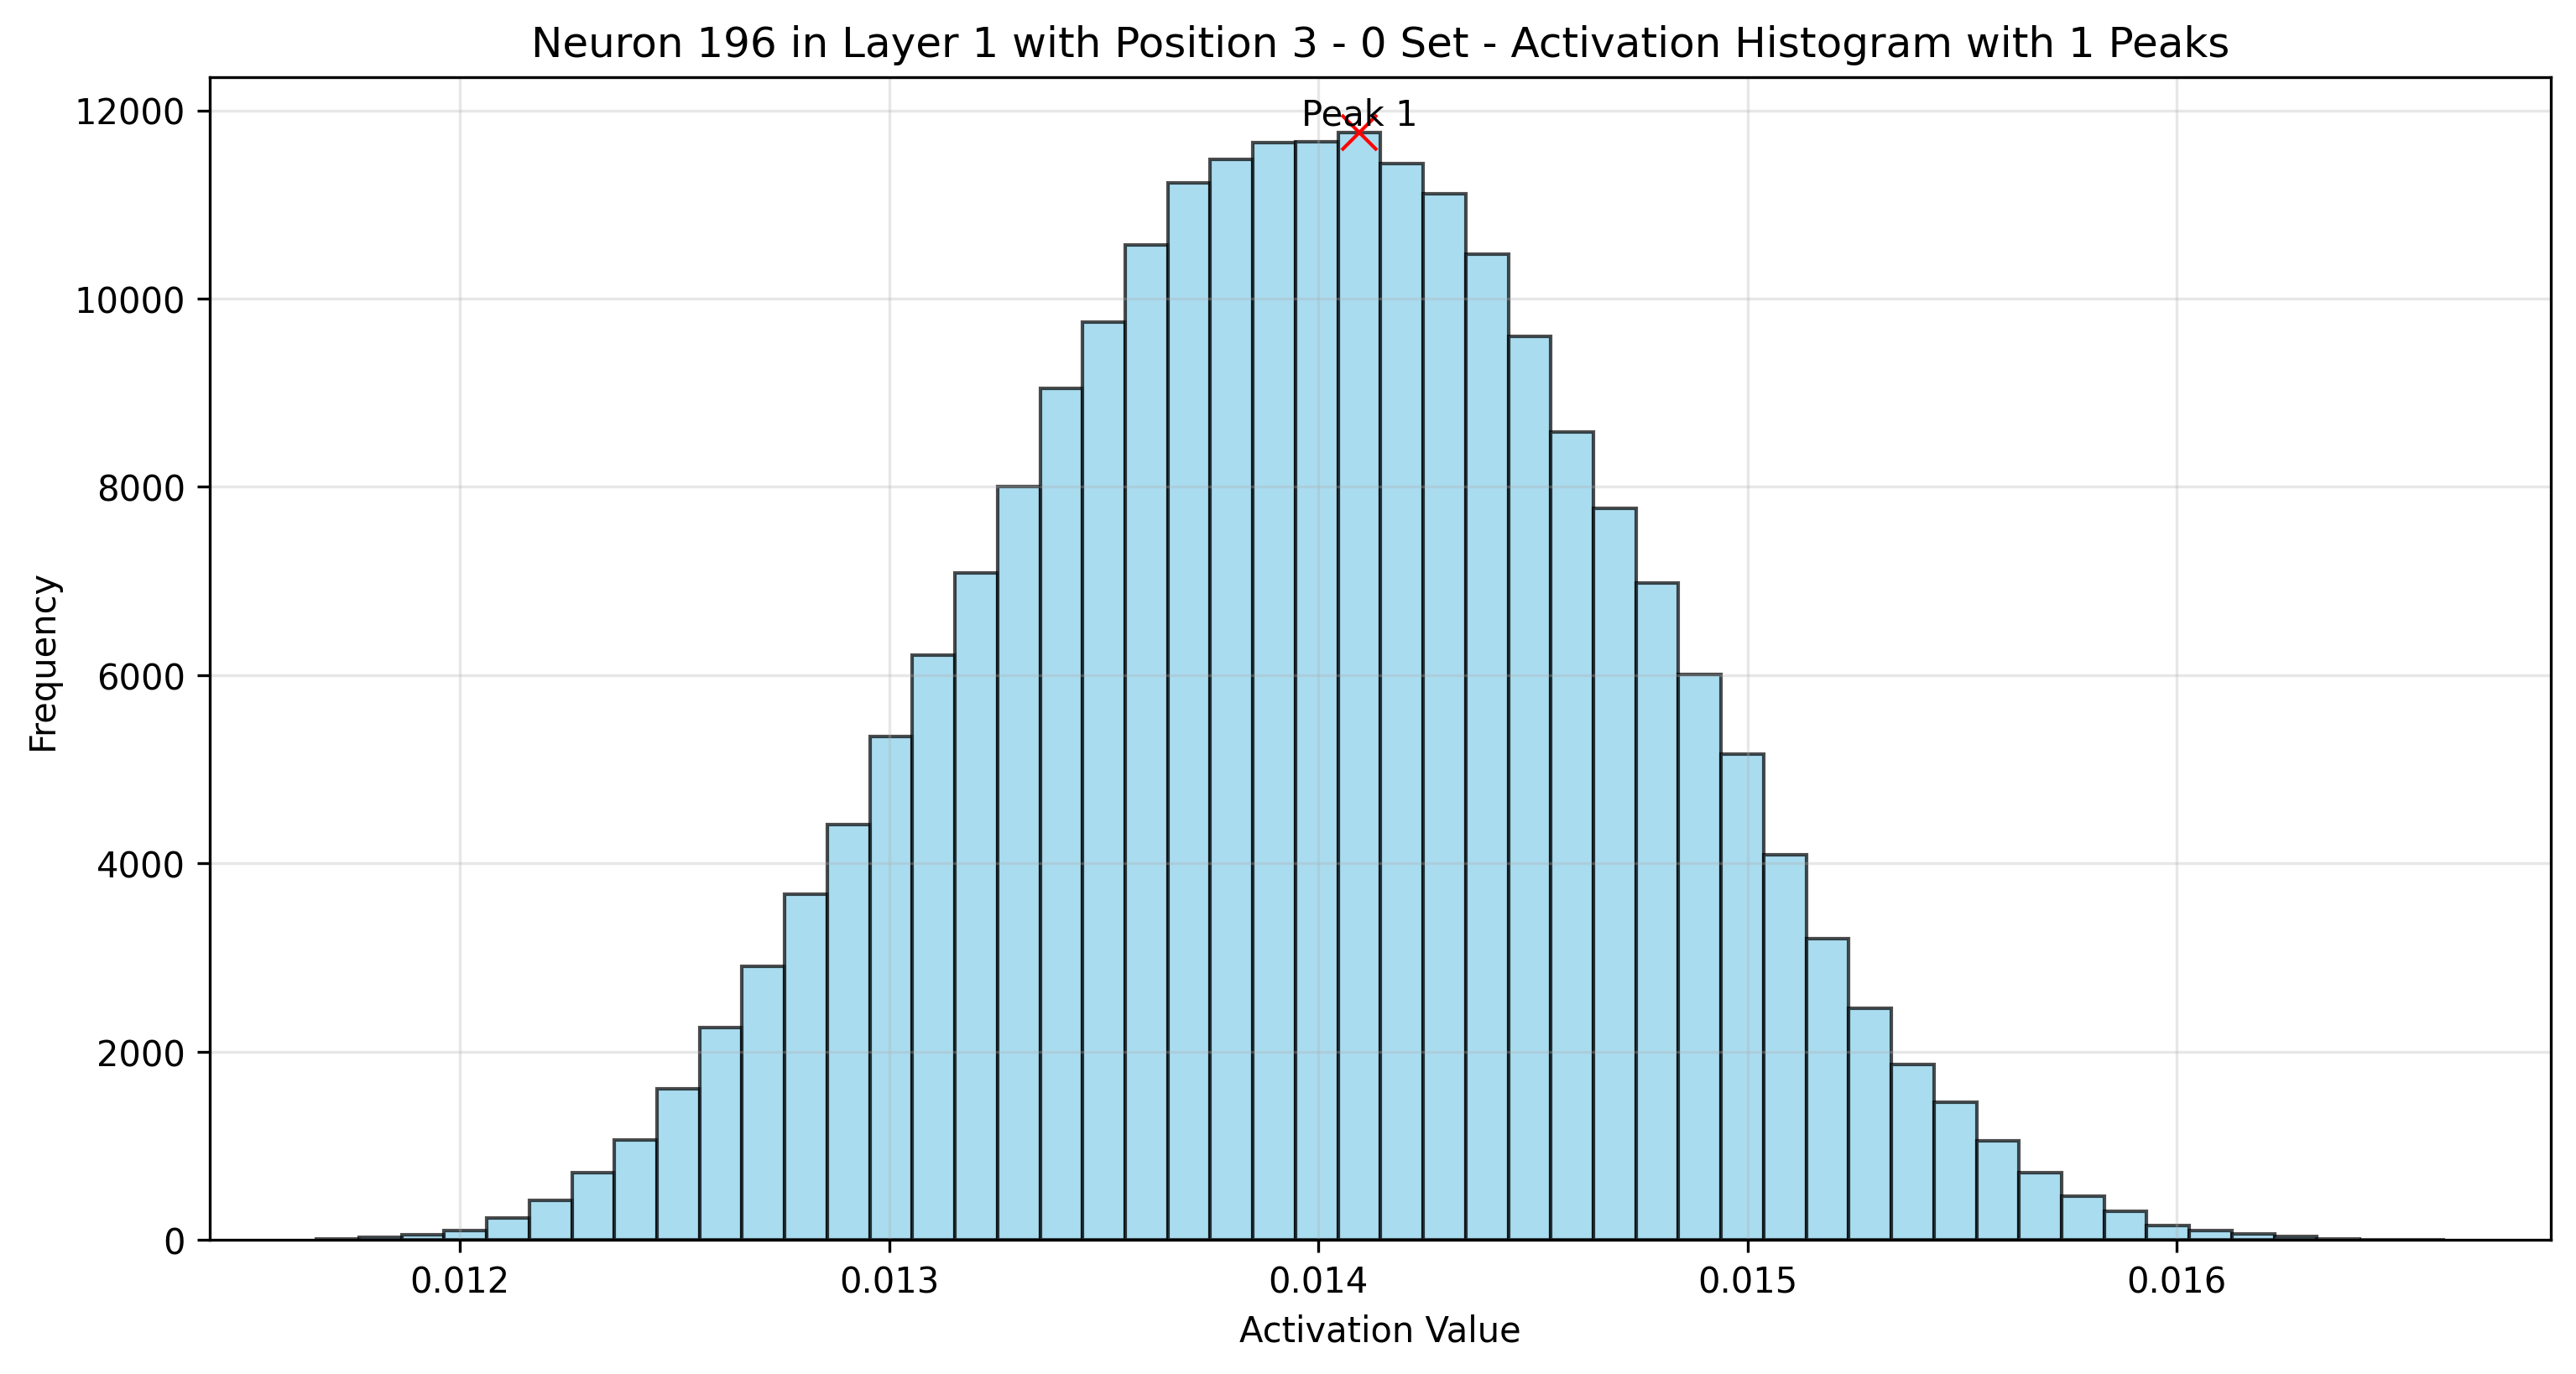 Neuron 196 in Layer 1 with Position 3 - 0 Set - Activation Histogram with 1 Peaks
Peak 1
12000
10000
8000
6000
4000
2000
0
Frequency
0.012 0.013 0.014 0.015 0.016
Activation Value